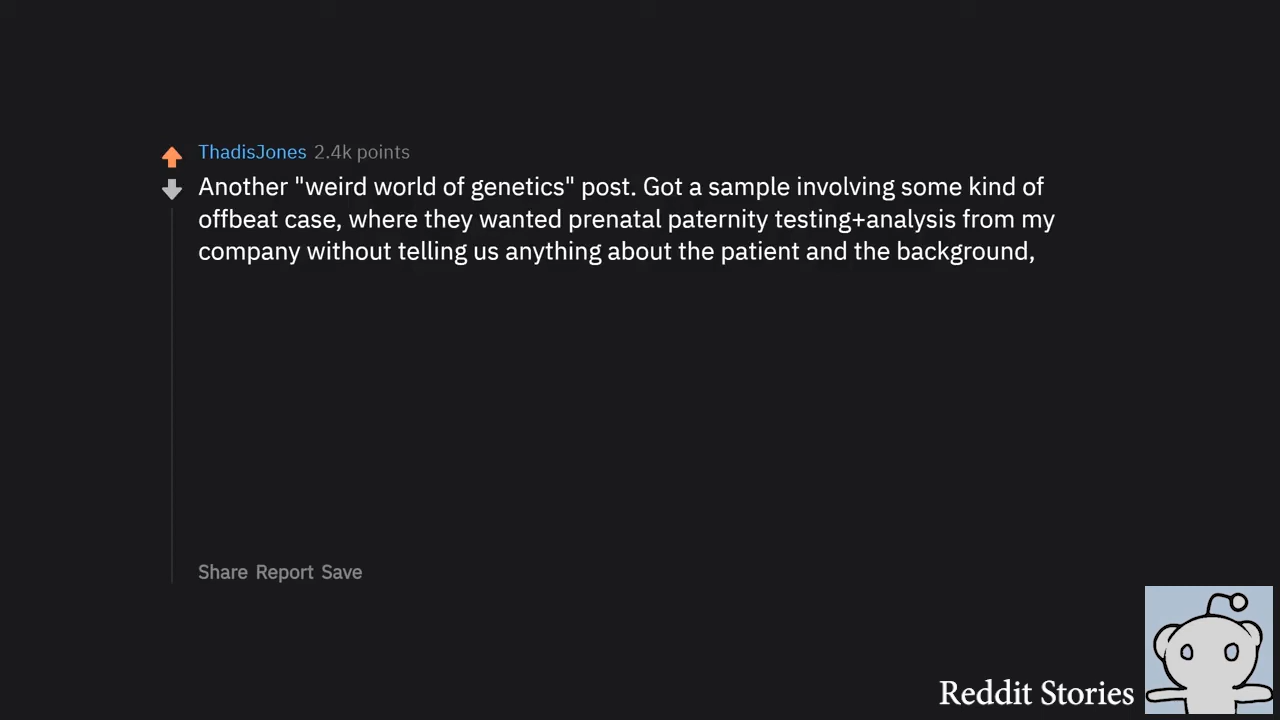 ThadisJones 2.4k points
Another "weird world of genetics" post. Got a sample involving some kind of
offbeat case, where they wanted prenatal paternity testing+analysis from my
company without telling us anything about the patient and the background,
Share Report Save
Reddit Stories